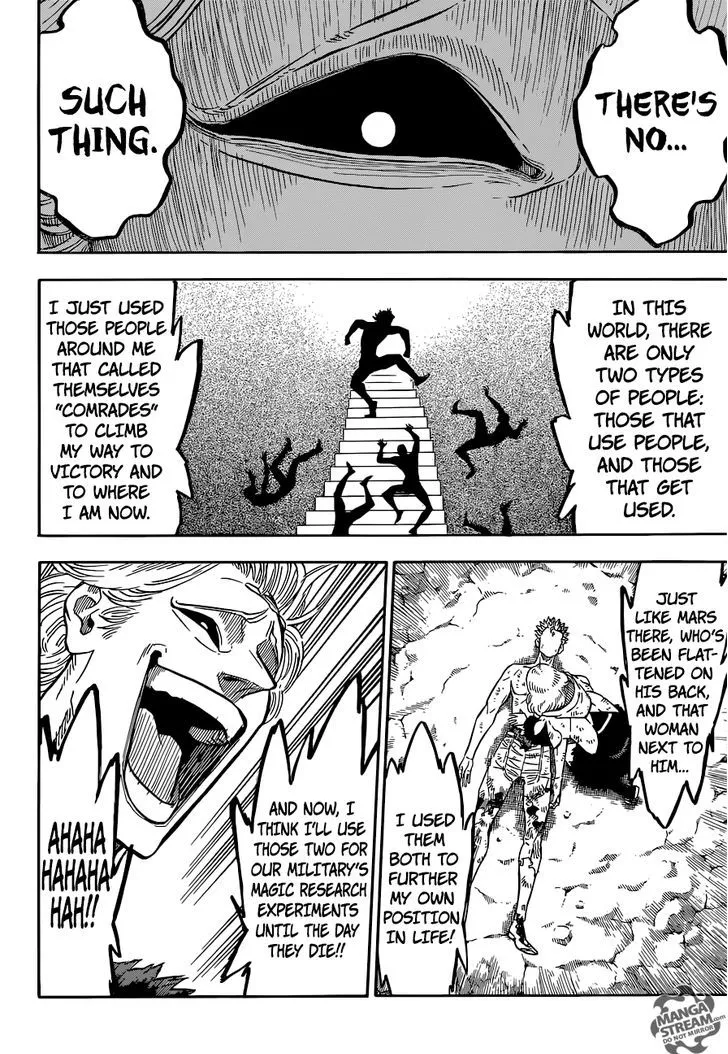 THERE'S
NO...
SUCH
THING.
IN THIS
WORLD, THERE
ARE ONLY
TWO TYPES
OF PEOPLE:
THOSE THAT
USE PEOPLE,
AND THOSE
THAT GET
USED.
I JUST USED
THOSE PEOPLE
AROUND ME
THAT CALLED
THEMSELVES
"COMRADES"
TO CLIMB
MY WAY TO
VICTORY AND
TO WHERE
I AM NOW.
JUST
LIKE MARS
THERE, WHO'S
BEEN FLAT-
TENED ON
HIS BACK,
AND THAT
WOMAN
NEXT TO
HIM...
I USED
THEM
BOTH TO
FURTHER
MY OWN
POSITION
IN LIFE!
AND NOW, I
THINK I'LL USE
THOSE TWO FOR
OUR MILITARY'S
MAGIC RESEARCH
EXPERIMENTS
UNTIL THE DAY
THEY DIE!!
AHAHA
HAHAHA
HAH!!
MANGA
STREAM.com
DO NOT MIRROR